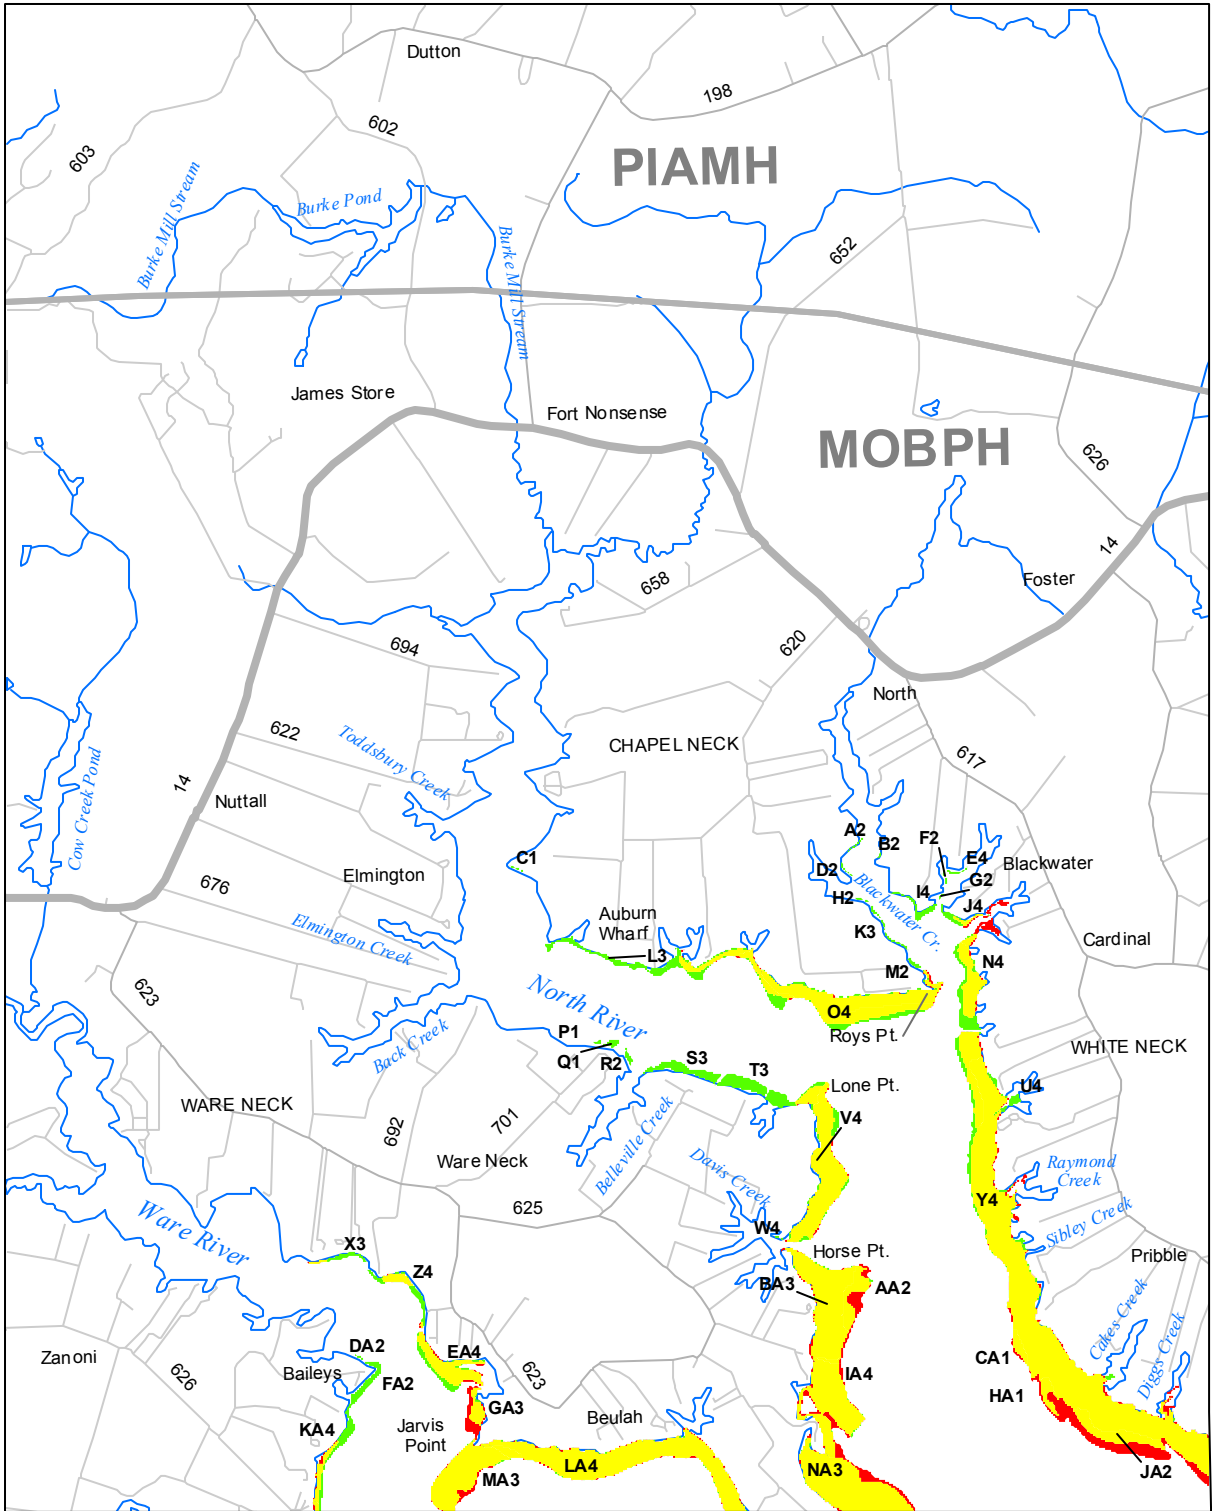 Dutton
198
602
603
PIAMH
Burke Mill Stream
Burke Pond
Burke Mill Stream
652
James Store
Fort Nonsense
MOBPH
626
14
Foster
658
620
694
North
622
Toddsbury Creek
CHAPEL NECK
617
14
Nuttall
Cow Creek Pond
A2
B2
F2
E4
C1
D2
Blackwater
G2
Elmington
676
I4
H2
J4
Blackwater Cr.
Auburn
Wharf
Elmington Creek
K3
Cardinal
L3
N4
M2
623
North River
O4
P1
Roys Pt.
Back Creek
Q1
R2
S3
T3
WHITE NECK
Lone Pt.
U4
WARE NECK
692
701
V4
Belleville Creek
Ware Neck
Davis Creek
Raymond
Creek
625
Y4
Ware River
W4
Sibley Creek
X3
Horse Pt.
Pribble
Z4
BA3
AA2
Cakes Creek
DA2
EA4
Zanoni
626
Baileys
FA2
623
CA1
IA4
Diggs Creek
HA1
GA3
KA4
Jarvis
Point
Beulah
MA3
LA4
NA3
JA2